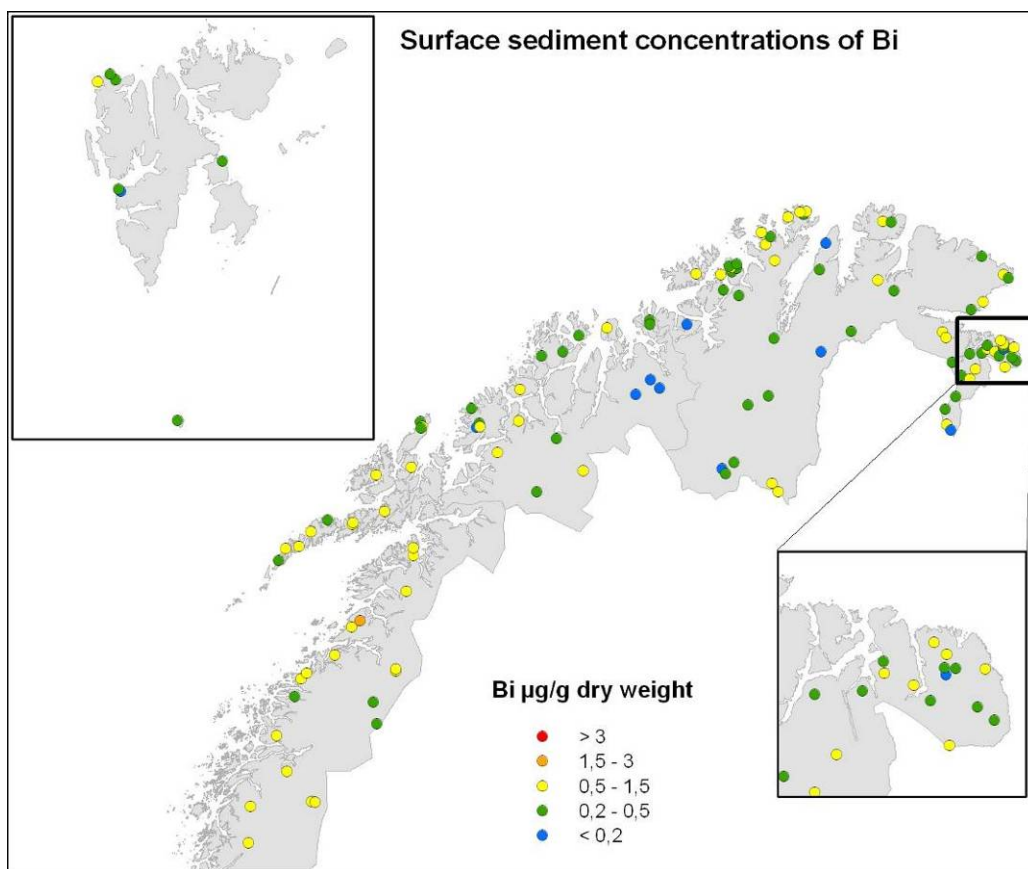 Surface sediment concentrations of Bi
Bi µg/g dry weight
> 3
1,5 - 3
0,5 - 1,5
0,2 - 0,5
< 0,2